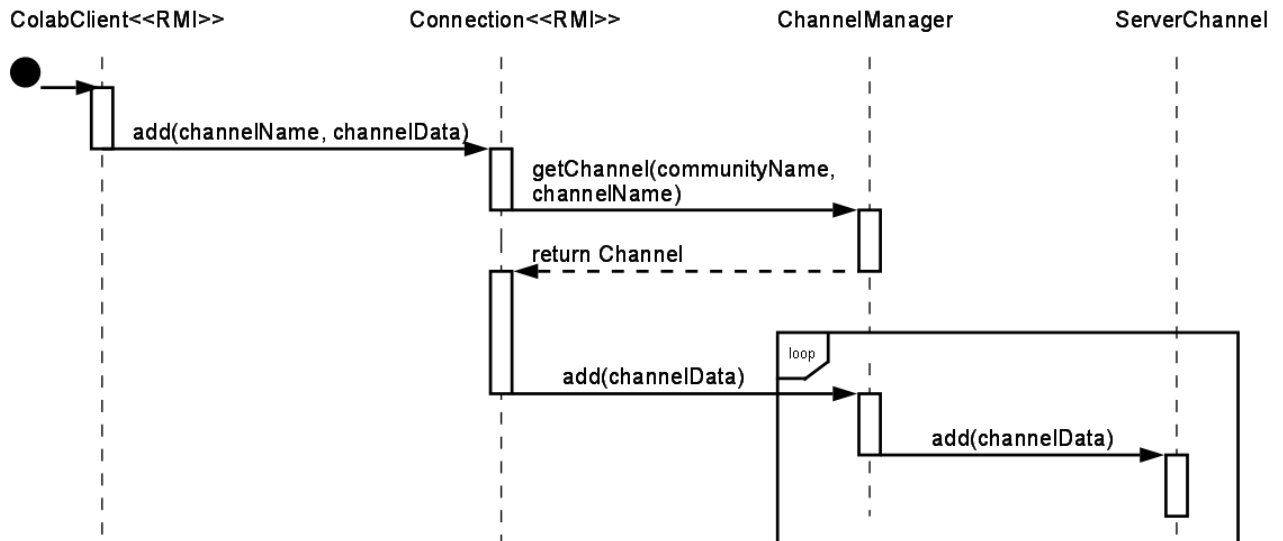 ColabClient<<RMI>>
Connection<<RMI>>
ChannelManager
ServerChannel
add(channelName, channelData)
getChannel(communityName,
channelName)
return Channel
loop
add(channelData)
add(channelData)